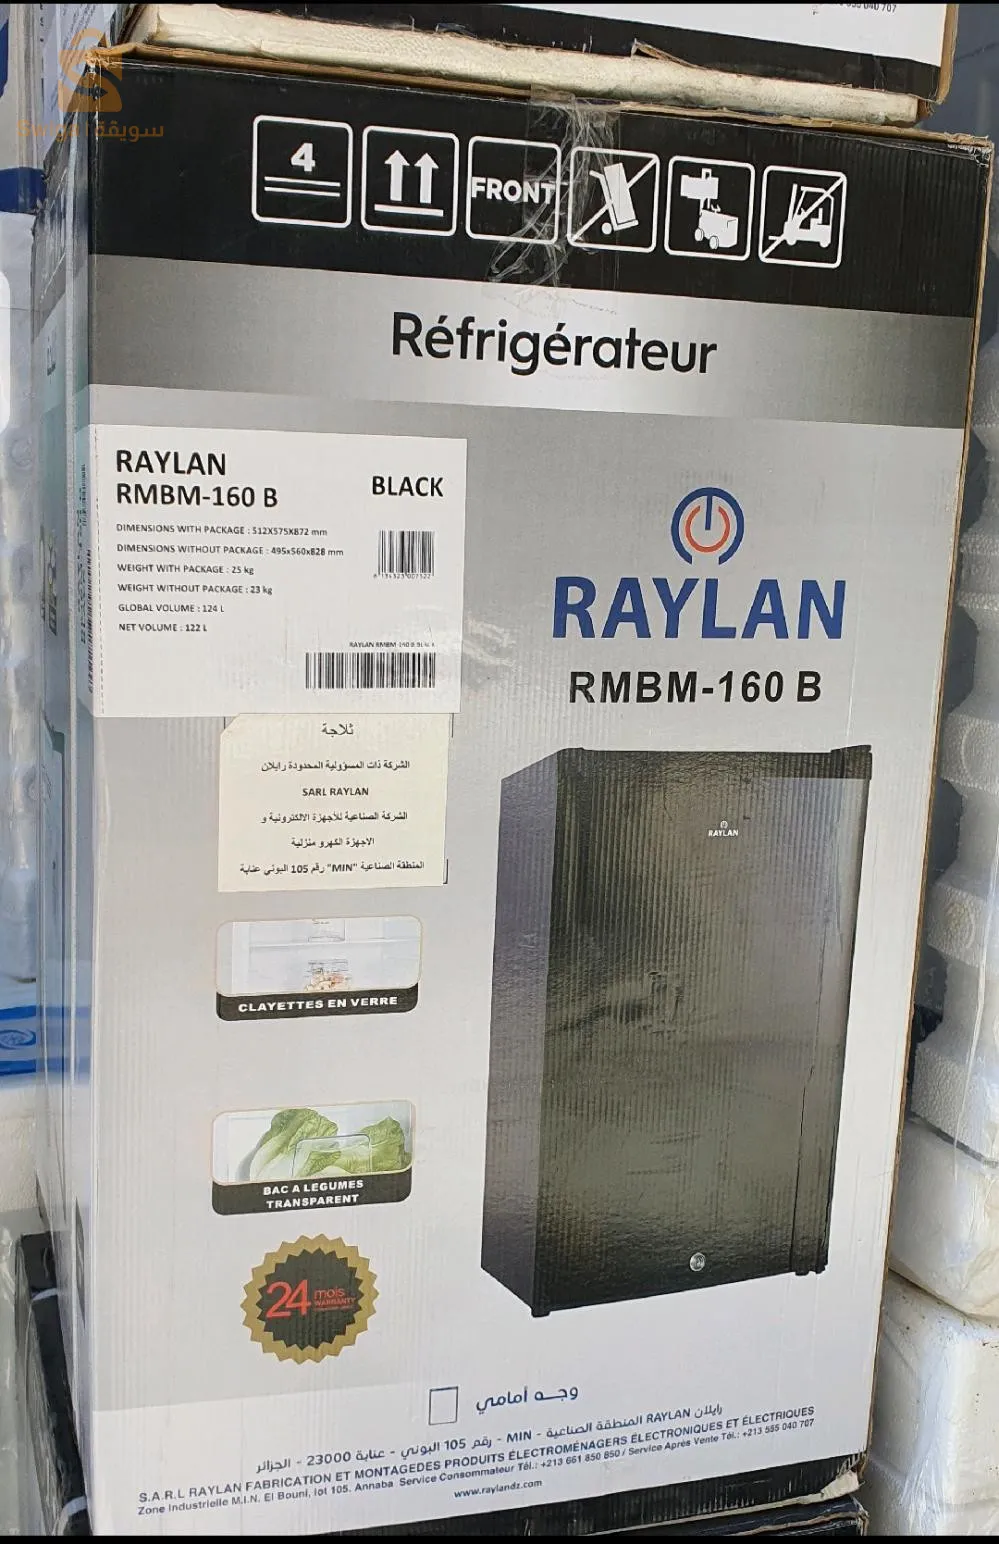 سويقة
4
FRONT
Réfrigérateur
RAYLAN
RMBM-160 B
BLACK
DIMENSIONS WITH PACKAGE : 512X575X872 mm
DIMENSIONS WITHOUT PACKAGE : 495x560x828 mm
WEIGHT WITH PACKAGE : 25 kg
WEIGHT WITHOUT PACKAGE : 23 kg
GLOBAL VOLUME : 124 L
NET VOLUME : 122 L
RAYLAN
RMBM-160 B
ثلاجة
الشركة ذات المسؤولية المحدودة رايلان
SARL RAYLAN
الشركة الصناعية للأجهزة الالكترونية و
الاجهزة الكهرو منزلية
المنطقة الصناعية "MIN" رقم 105 البوني عنابة
RAYLAN
CLAYETTES EN VERRE
BAC A LEGUMES
TRANSPARENT
24 mois
WARRANTY
وجه أمامي
رايلان RAYLAN المنطقة الصناعية - MIN - رقم 105 البوني - عنابة 23000 - الجزائر
S.A.R.L RAYLAN FABRICATION ET MONTAGEDES PRODUITS ÉLECTROMÉNAGERS ÉLECTRONIQUES ET ÉLECTRIQUES
Zone Industrielle M.I.N. El Bouni, lot 105. Annaba Service Consommateur Tél.: +213 661 850 850 / Service Après Vente Tél.: +213 555 040 707
www.raylandz.com